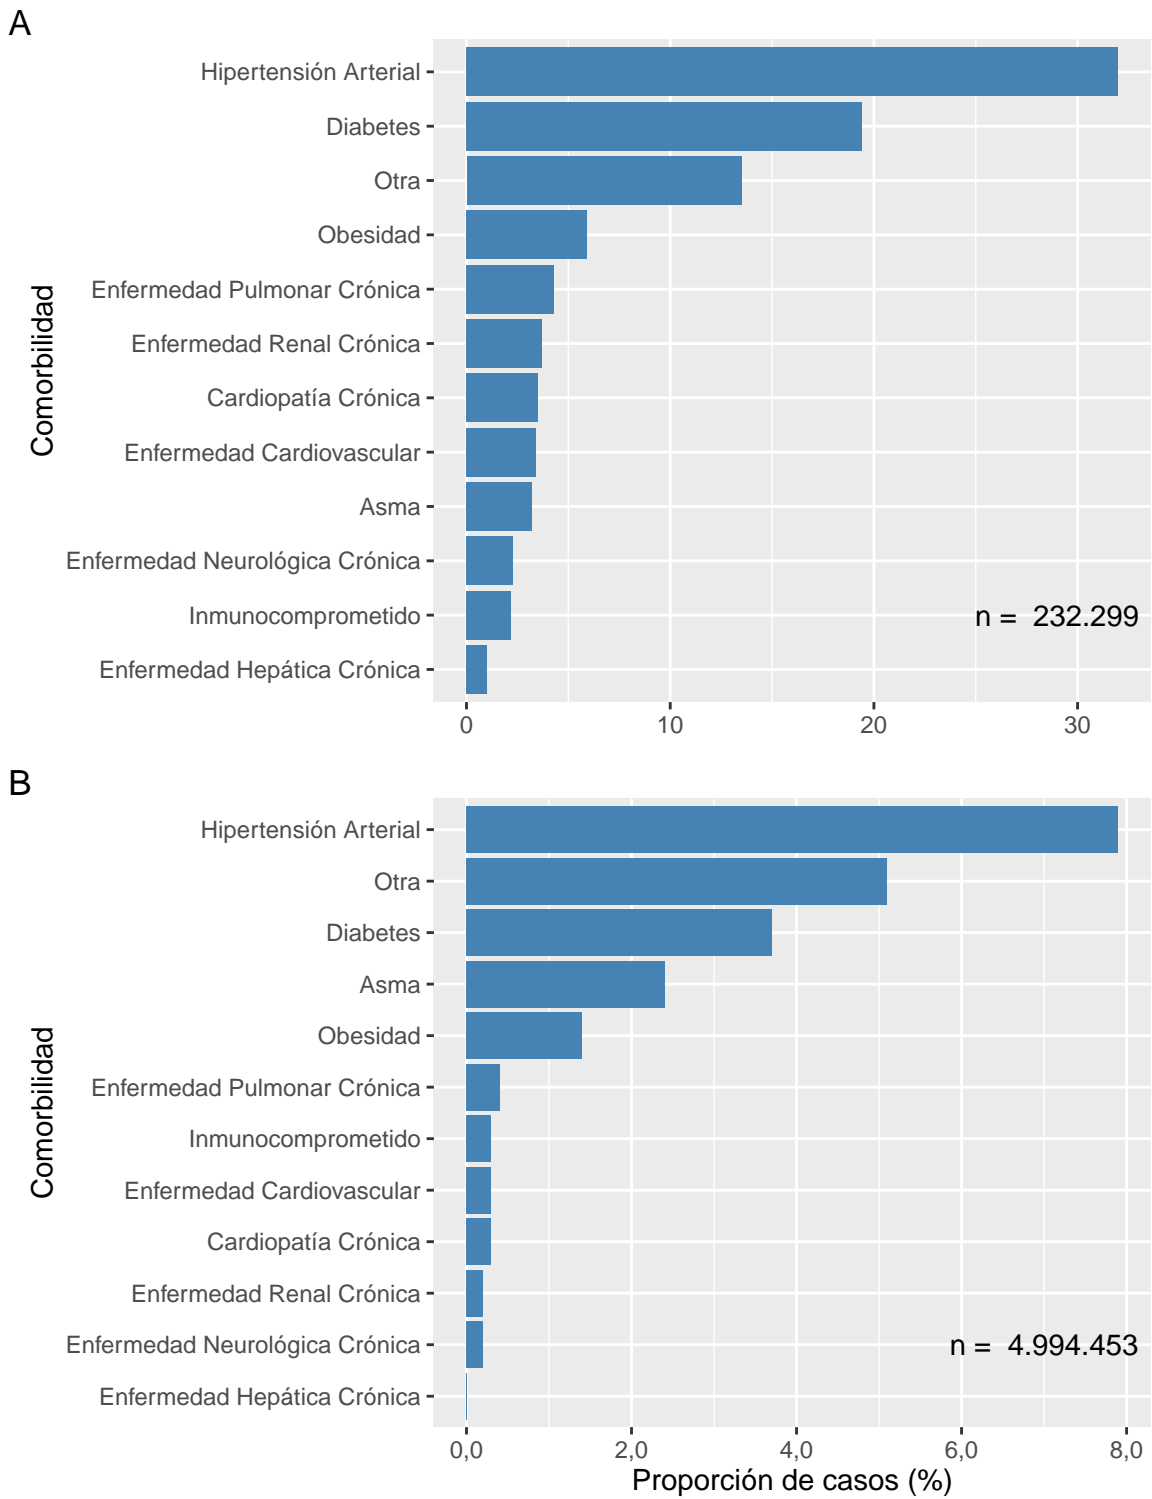 A
Comorbilidad
Hipertensión Arterial
Diabetes
Otra
Obesidad
Enfermedad Pulmonar Crónica
Enfermedad Renal Crónica
Cardiopatía Crónica
Enfermedad Cardiovascular
Asma
Enfermedad Neurológica Crónica
Inmunocomprometido
Enfermedad Hepática Crónica
n = 232.299
0 10 20 30
B
Comorbilidad
Hipertensión Arterial
Otra
Diabetes
Asma
Obesidad
Enfermedad Pulmonar Crónica
Inmunocomprometido
Enfermedad Cardiovascular
Cardiopatía Crónica
Enfermedad Renal Crónica
Enfermedad Neurológica Crónica
Enfermedad Hepática Crónica
n = 4.994.453
0,0 2,0 4,0 6,0 8,0
Proporción de casos (%)